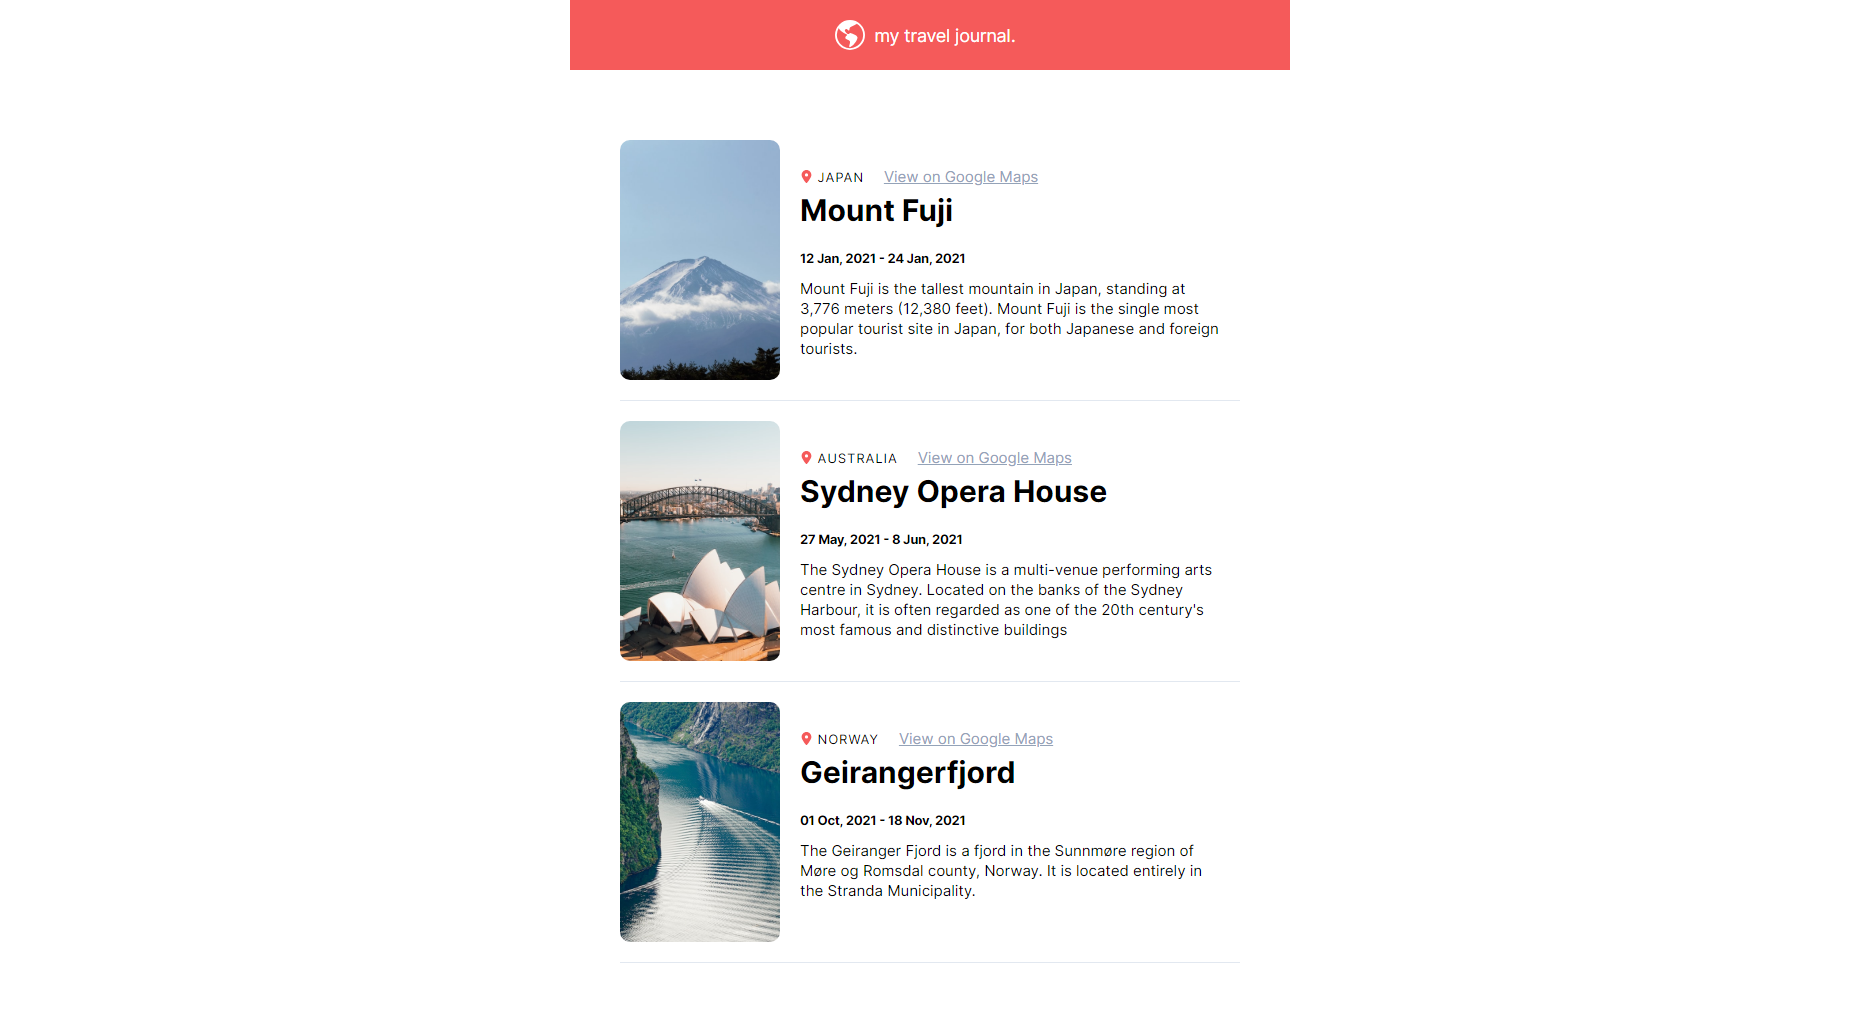 my travel journal.
JAPAN View on Google Maps
Mount Fuji
12 Jan, 2021 - 24 Jan, 2021
Mount Fuji is the tallest mountain in Japan, standing at
3,776 meters (12,380 feet). Mount Fuji is the single most
popular tourist site in Japan, for both Japanese and foreign
tourists.
AUSTRALIA View on Google Maps
Sydney Opera House
27 May, 2021 - 8 Jun, 2021
The Sydney Opera House is a multi-venue performing arts
centre in Sydney. Located on the banks of the Sydney
Harbour, it is often regarded as one of the 20th century's
most famous and distinctive buildings
NORWAY View on Google Maps
Geirangerfjord
01 Oct, 2021 - 18 Nov, 2021
The Geiranger Fjord is a fjord in the Sunnmøre region of
Møre og Romsdal county, Norway. It is located entirely in
the Stranda Municipality.